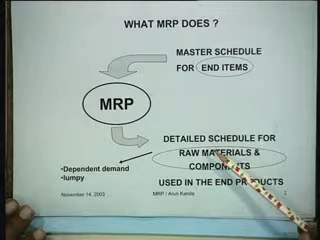 WHAT MRP DOES ?
MASTER SCHEDULE
FOR END ITEMS
MRP
DETAILED SCHEDULE FOR
RAW MATERIALS &
COMPONENTS
USED IN THE END PRODUCTS
•Dependent demand
•lumpy
November 14, 2003
MRP / Arun Kanda
2